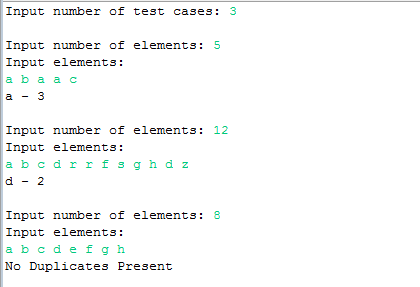 Input number of test cases: 3
Input number of elements: 5
Input elements:
a b a a c
a - 3
Input number of elements: 12
Input elements:
a b c d r r f s g h d z
d - 2
Input number of elements: 8
Input elements:
a b c d e f g h
No Duplicates Present